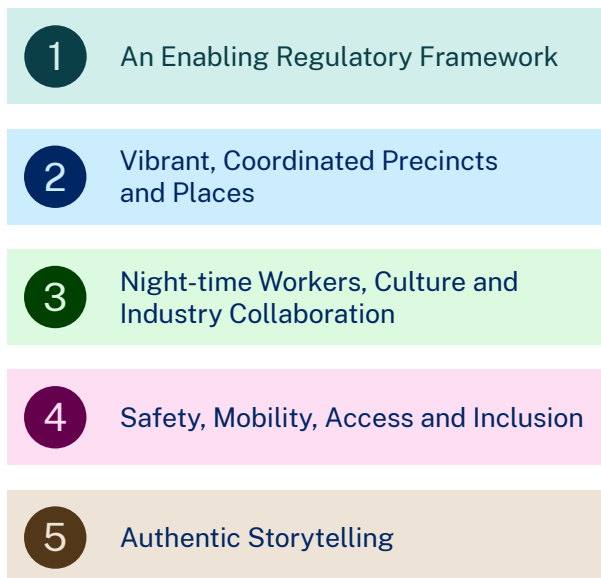 1
An Enabling Regulatory Framework
2
Vibrant, Coordinated Precincts
and Places
3
Night-time Workers, Culture and
Industry Collaboration
4
Safety, Mobility, Access and Inclusion
5
Authentic Storytelling